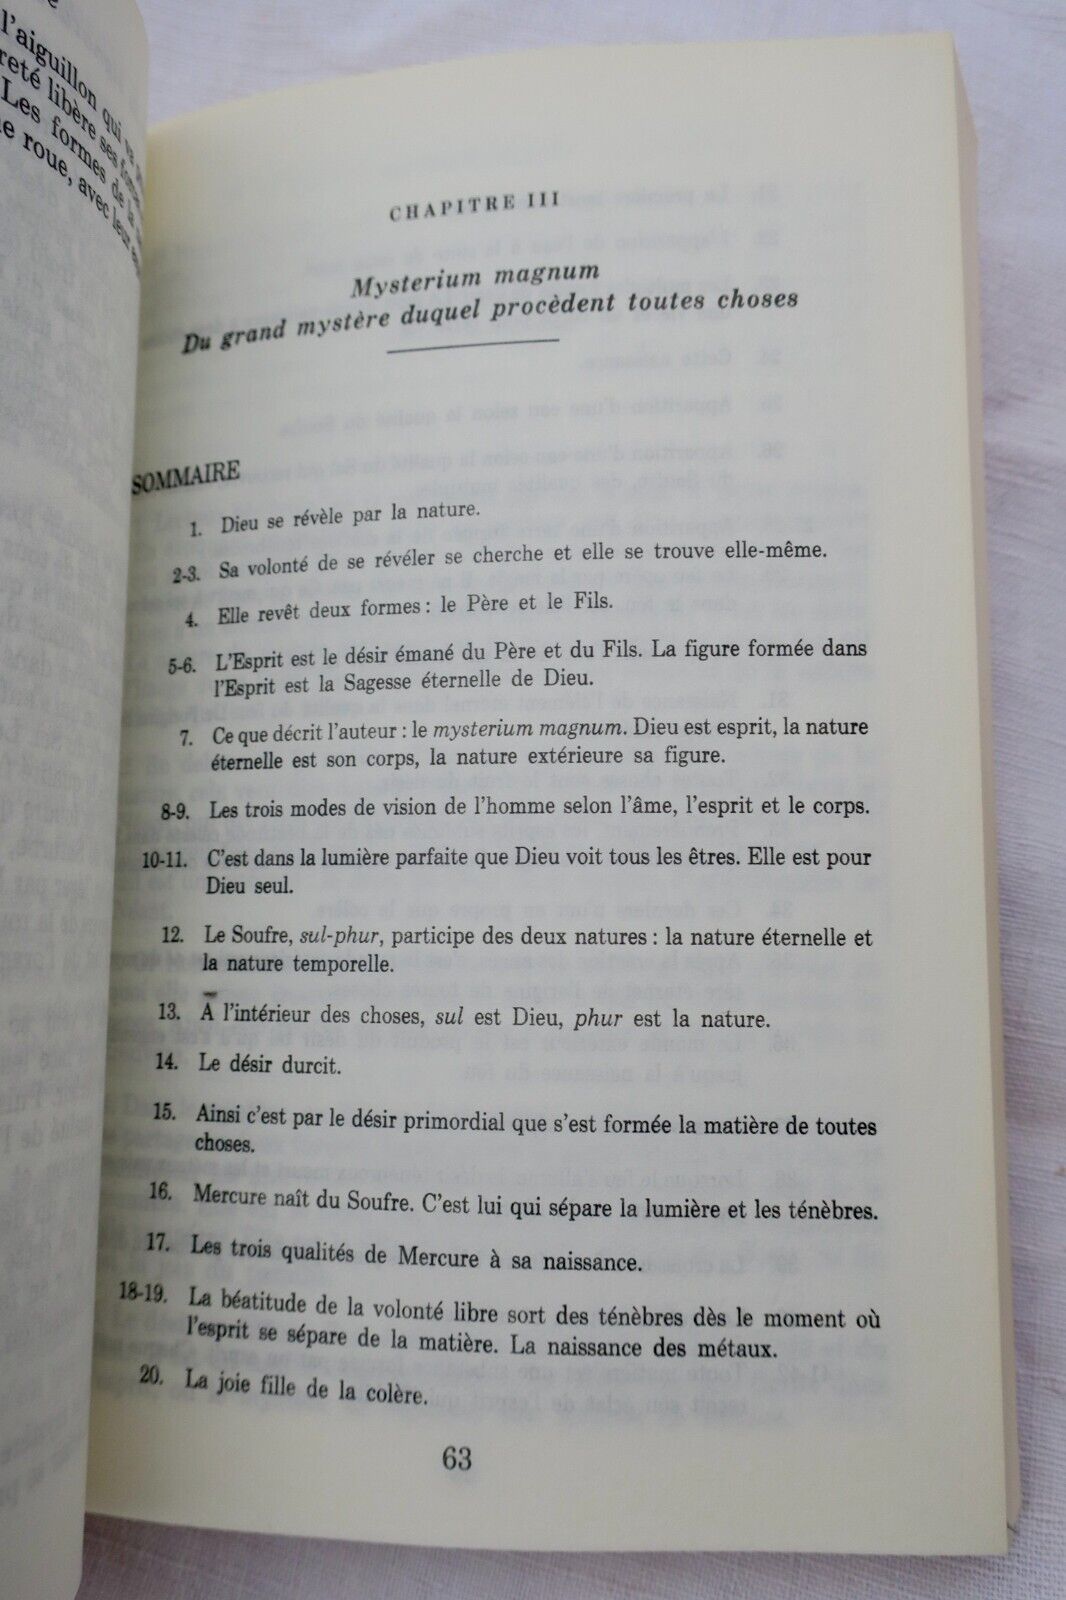 l'aiguillon qui
reté libère ses
Les formes de la
roue, avec leur
CHAPITRE III
Mysterium magnum
Du grand mystère duquel procèdent toutes choses
SOMMAIRE
1. Dieu se révèle par la nature.
2-3. Sa volonté de se révéler se cherche et elle se trouve elle-même.
4. Elle revêt deux formes : le Père et le Fils.
5-6. L'Esprit est le désir émané du Père et du Fils. La figure formée dans
l'Esprit est la Sagesse éternelle de Dieu.
7. Ce que décrit l'auteur : le mysterium magnum. Dieu est esprit, la nature
éternelle est son corps, la nature extérieure sa figure.
8-9. Les trois modes de vision de l'homme selon l'âme, l'esprit et le corps.
10-11. C'est dans la lumière parfaite que Dieu voit tous les êtres. Elle est pour
Dieu seul.
12. Le Soufre, sul-phur, participe des deux natures : la nature éternelle et
la nature temporelle.
13. À l'intérieur des choses, sul est Dieu, phur est la nature.
14. Le désir durcit.
15. Ainsi c'est par le désir primordial que s'est formée la matière de toutes
choses.
16. Mercure naît du Soufre. C'est lui qui sépare la lumière et les ténèbres.
17. Les trois qualités de Mercure à sa naissance.
18-19. La béatitude de la volonté libre sort des ténèbres dès le moment où
l'esprit se sépare de la matière. La naissance des métaux.
20. La joie fille de la colère.
63